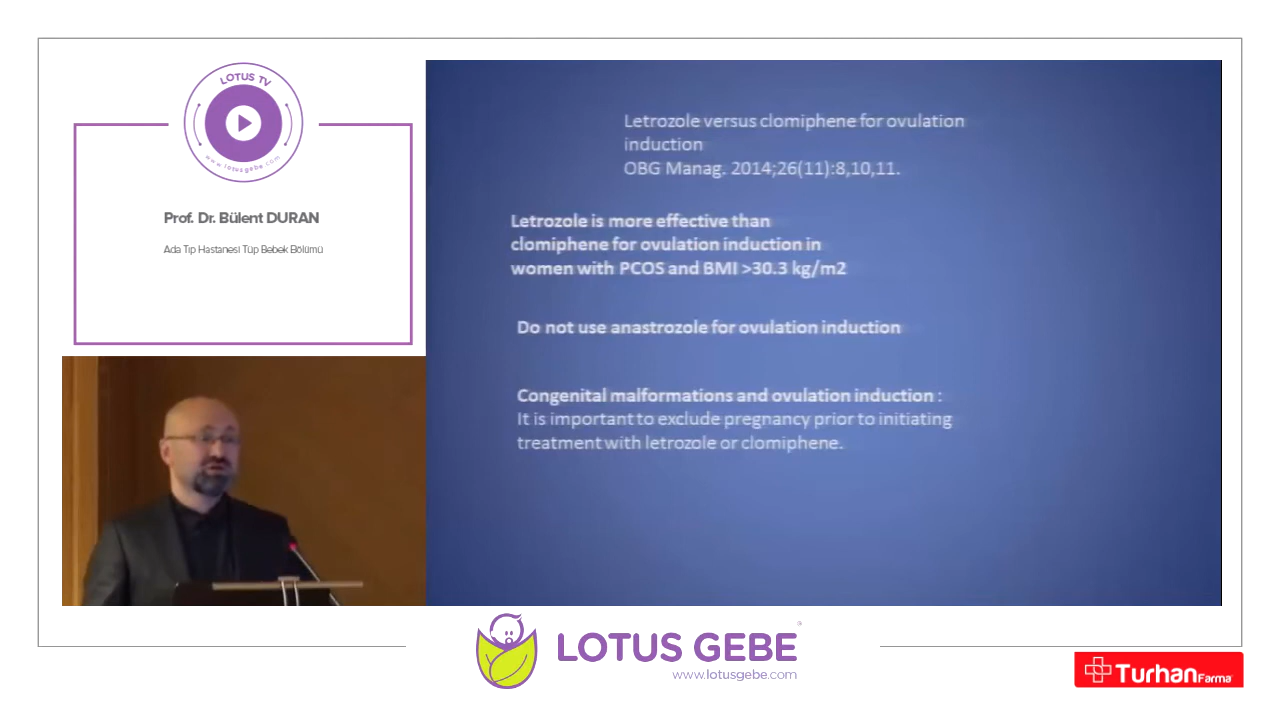 LOTUS TV
www.lotusgebe.com
Prof. Dr. Bülent DURAN
Ada Tıp Hastanesi Tüp Bebek Bölümü
Letrozole versus clomiphene for ovulation
induction
OBG Manag. 2014;26(11):8,10,11.
Letrozole is more effective than
clomiphene for ovulation induction in
women with PCOS and BMI >30.3 kg/m2
Do not use anastrozole for ovulation induction
Congenital malformations and ovulation induction :
It is important to exclude pregnancy prior to initiating
treatment with letrozole or clomiphene.
LOTUS GEBE
www.lotusgebe.com
Turhan Farma